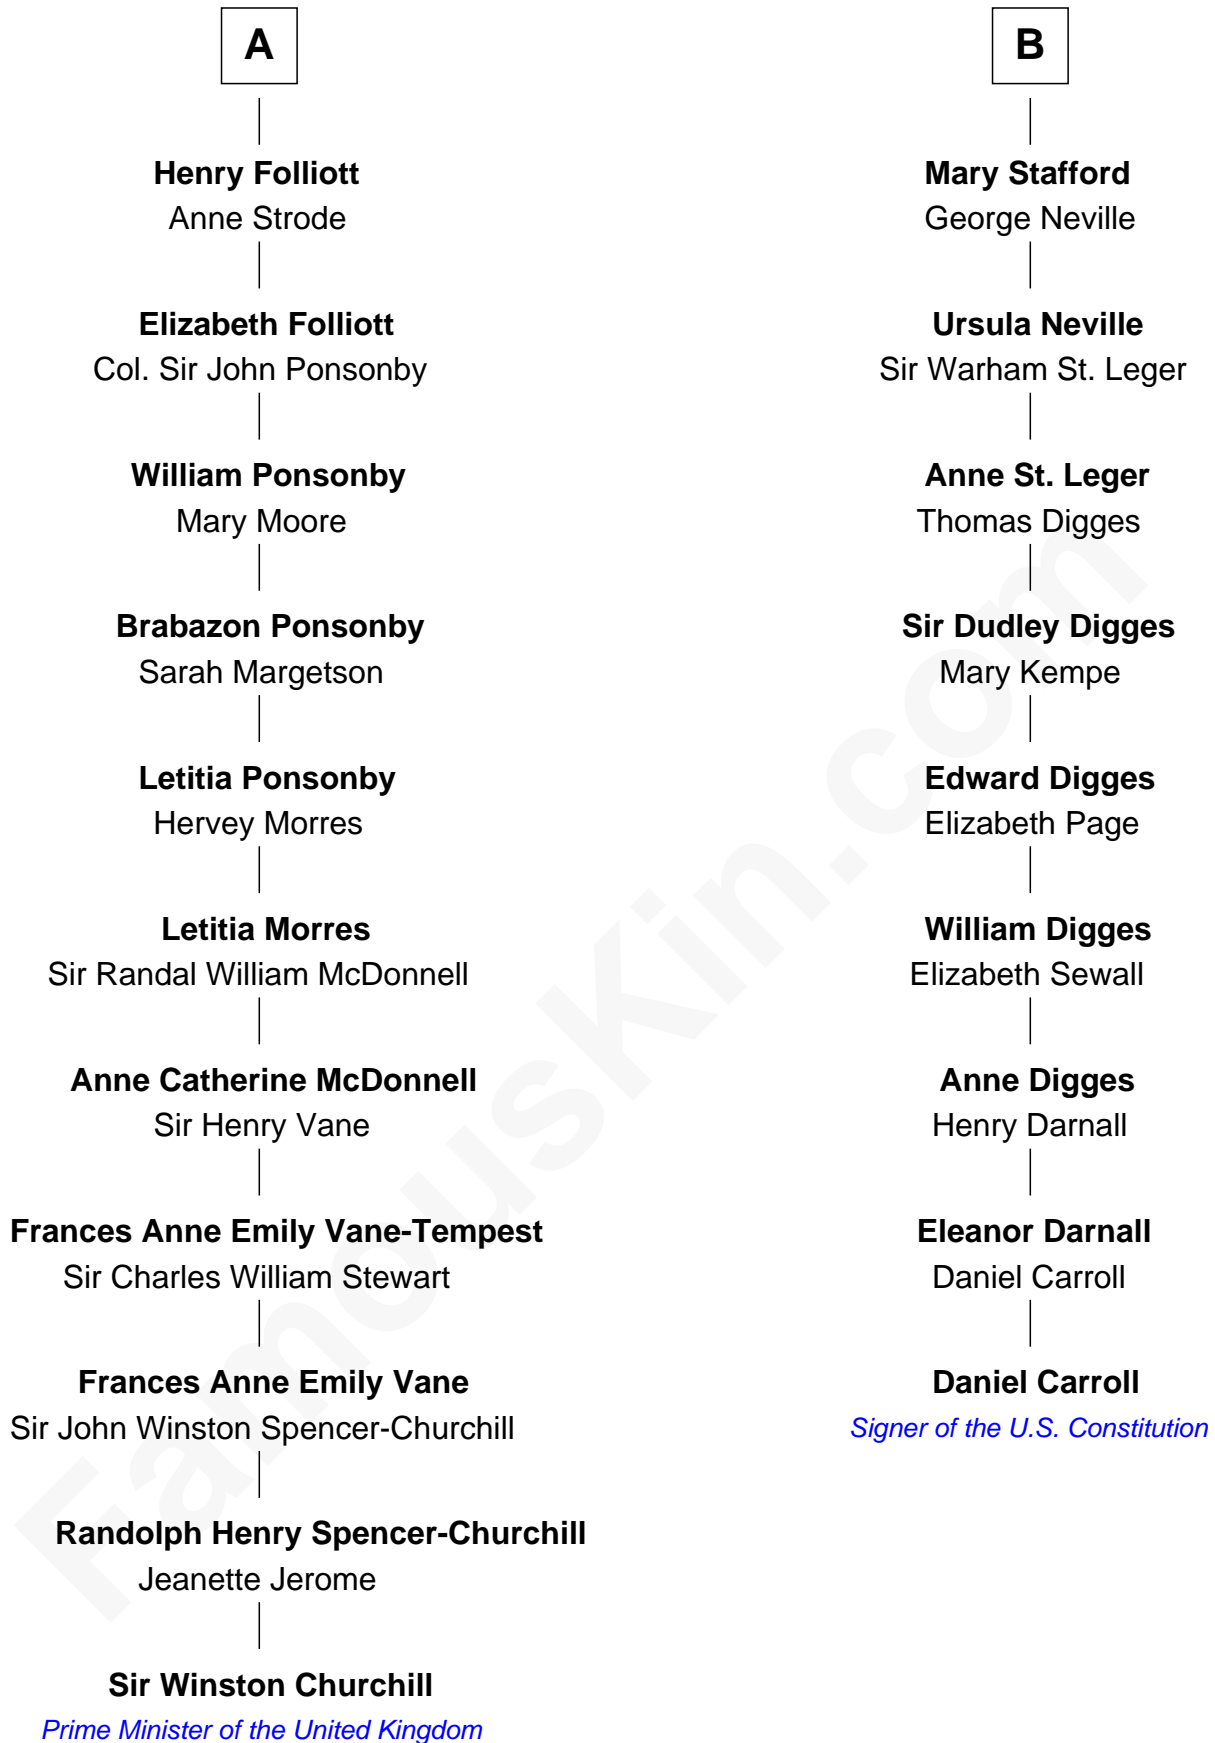 A
Henry Folliott
Anne Strode
Elizabeth Folliott
Col. Sir John Ponsonby
William Ponsonby
Mary Moore
Brabazon Ponsonby
Sarah Margetson
Letitia Ponsonby
Hervey Morres
Letitia Morres
Sir Randal William McDonnell
Anne Catherine McDonnell
Sir Henry Vane
Frances Anne Emily Vane-Tempest
Sir Charles William Stewart
Frances Anne Emily Vane
Sir John Winston Spencer-Churchill
Randolph Henry Spencer-Churchill
Jeanette Jerome
Sir Winston Churchill
Prime Minister of the United Kingdom
B
Mary Stafford
George Neville
Ursula Neville
Sir Warham St. Leger
Anne St. Leger
Thomas Digges
Sir Dudley Digges
Mary Kempe
Edward Digges
Elizabeth Page
William Digges
Elizabeth Sewall
Anne Digges
Henry Darnall
Eleanor Darnall
Daniel Carroll
Daniel Carroll
Signer of the U.S. Constitution
FamousKin.com